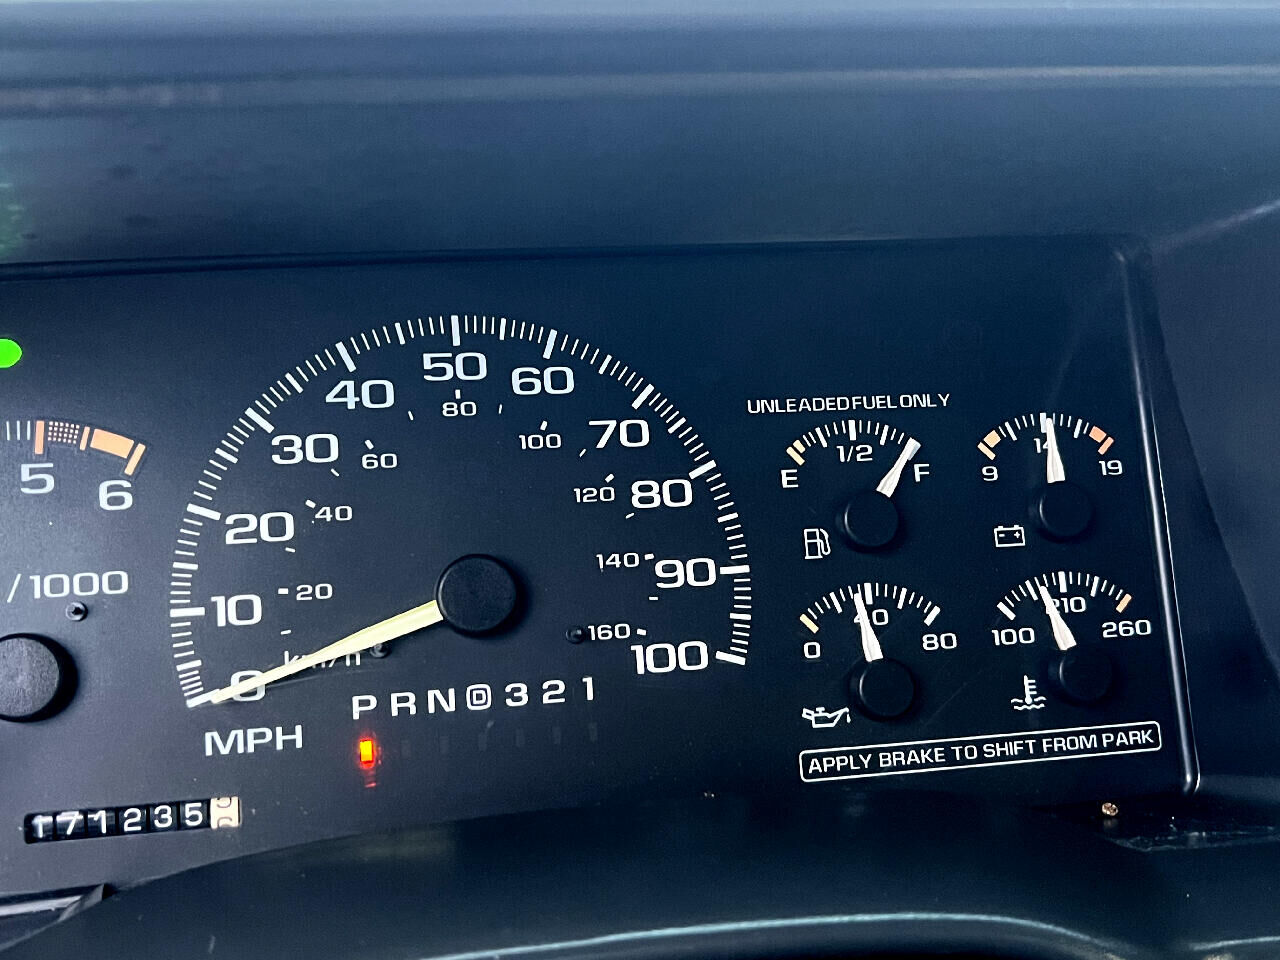 5 6
/1000
0 10 20 30 40 50 60 70 80 90 100
20 40 60 80 100 120 140 160
km/h
MPH
P R N D 3 2 1
171235
UNLEADED FUEL ONLY
E 1/2 F
9 14 19
0 40 80
100 210 260
APPLY BRAKE TO SHIFT FROM PARK